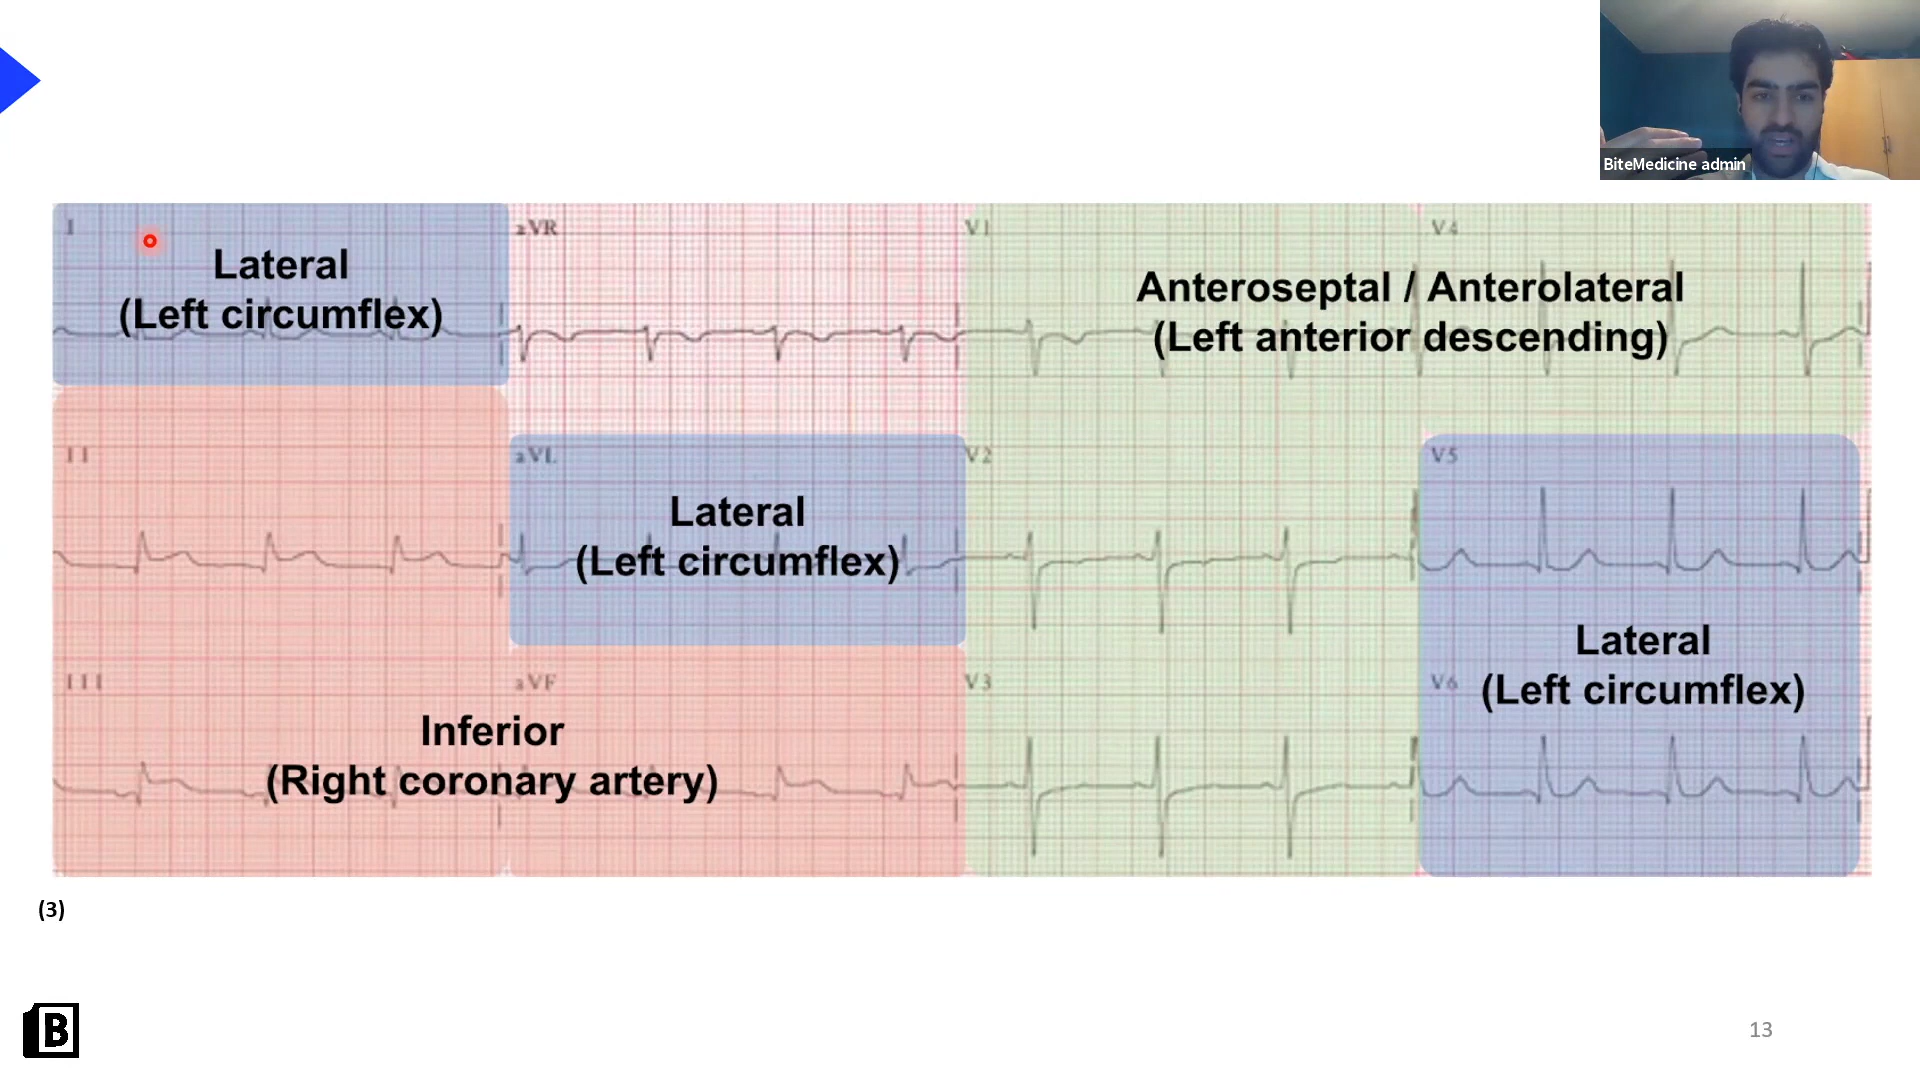 BiteMedicine admin
I
Lateral
(Left circumflex)
aVR
V1
V4
Anteroseptal / Anterolateral
(Left anterior descending)
II
aVL
Lateral
(Left circumflex)
V2
V5
III
aVF
Inferior
(Right coronary artery)
V3
V6
Lateral
(Left circumflex)
(3)
B
13